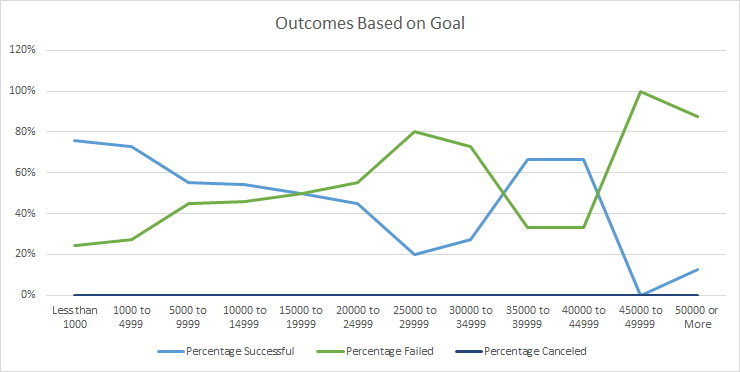 Outcomes Based on Goal
120%
100%
80%
60%
40%
20%
0%
Less than 1000
1000 to 4999
5000 to 9999
10000 to 14999
15000 to 19999
20000 to 24999
25000 to 29999
30000 to 34999
35000 to 39999
40000 to 44999
45000 to 49999
50000 or More
Percentage Successful
Percentage Failed
Percentage Canceled